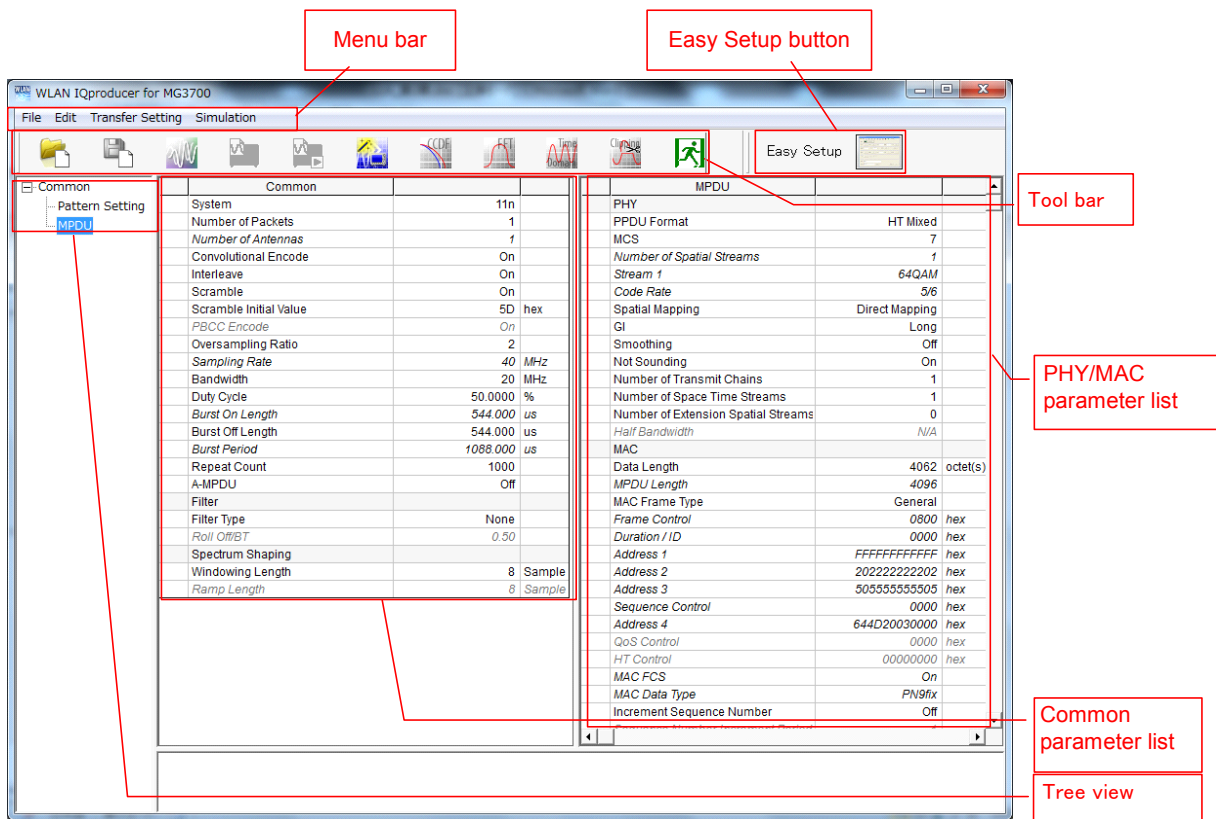 Menu bar
Easy Setup button
WLAN IQproducer for MG3700
File Edit Transfer Setting Simulation
CCDF FFT Time Domain Clipping
Easy Setup
Tool bar
Common
Pattern Setting
MPDU
Common
System 11n
Number of Packets 1
Number of Antennas 1
Convolutional Encode On
Interleave On
Scramble On
Scramble Initial Value 5D hex
PBCC Encode On
Oversampling Ratio 2
Sampling Rate 40 MHz
Bandwidth 20 MHz
Duty Cycle 50.0000 %
Burst On Length 544.000 us
Burst Off Length 544.000 us
Burst Period 1088.000 us
Repeat Count 1000
A-MPDU Off
Filter
Filter Type None
Roll Off/BT 0.50
Spectrum Shaping
Windowing Length 8 Sample
Ramp Length 8 Sample
MPDU
PHY
PPDU Format HT Mixed
MCS 7
Number of Spatial Streams 1
Stream 1 64QAM
Code Rate 5/6
Spatial Mapping Direct Mapping
GI Long
Smoothing Off
Not Sounding On
Number of Transmit Chains 1
Number of Space Time Streams 1
Number of Extension Spatial Streams 0
Half Bandwidth N/A
MAC
Data Length 4062 octet(s)
MPDU Length 4096
MAC Frame Type General
Frame Control 0800 hex
Duration / ID 0000 hex
Address 1 FFFFFFFFFFFF hex
Address 2 202222222202 hex
Address 3 505555555505 hex
Sequence Control 0000 hex
Address 4 644D20030000 hex
QoS Control 0000 hex
HT Control 00000000 hex
MAC FCS On
MAC Data Type PN9fix
Increment Sequence Number Off
PHY/MAC
parameter list
Common
parameter list
Tree view